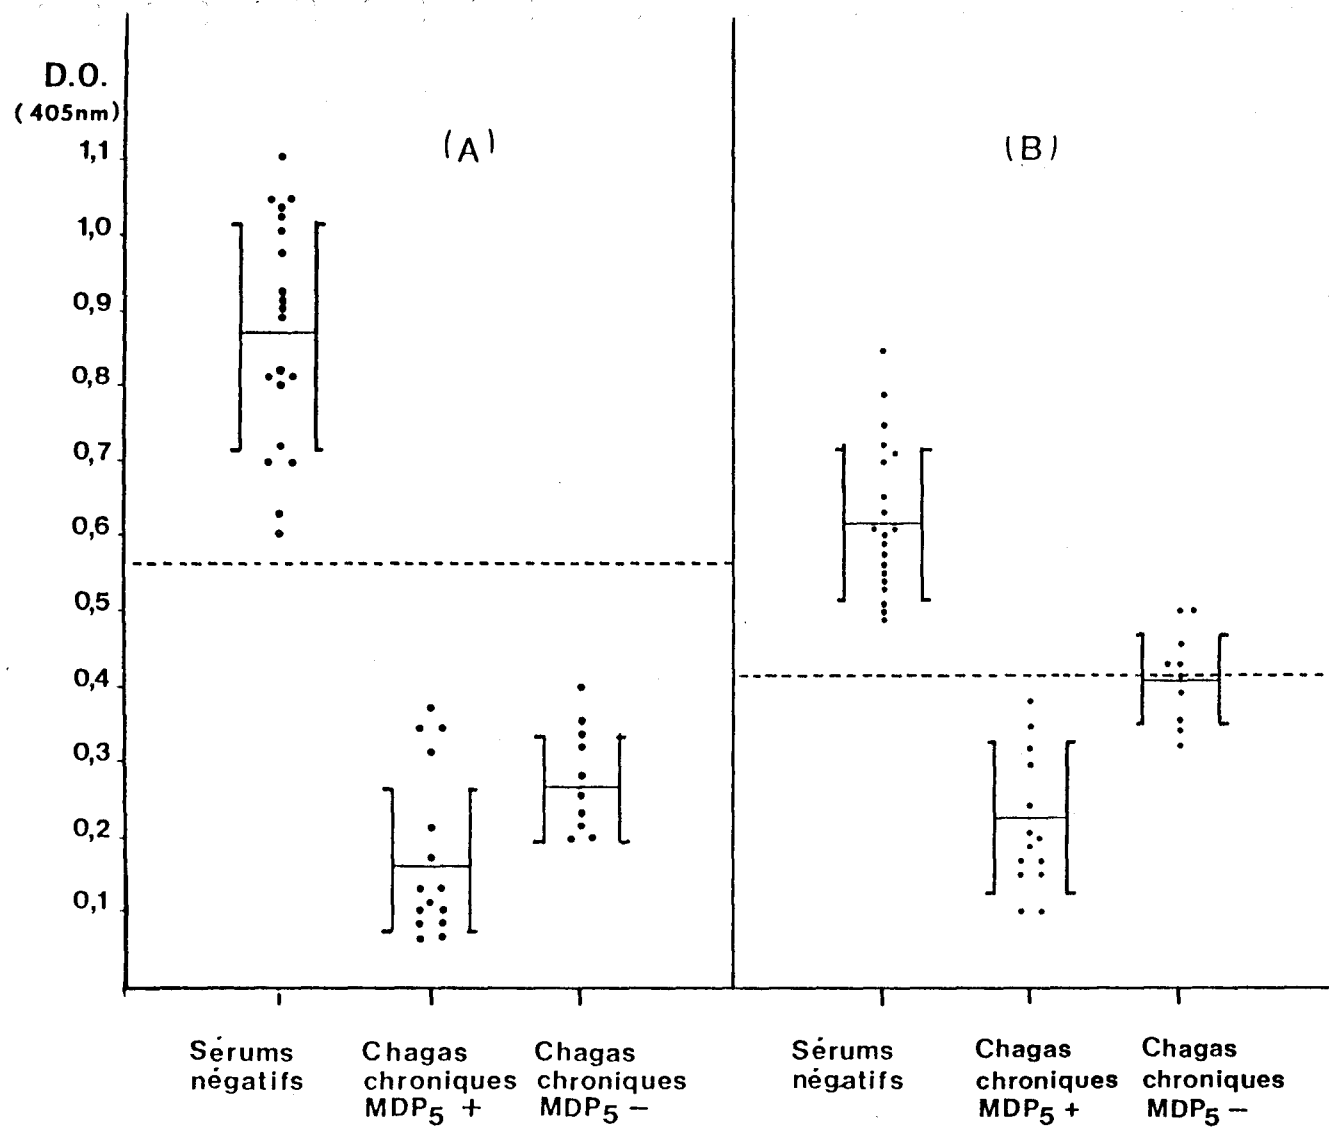 D.O.
(405nm)
(A)
(B)
1,1
1,0
0,9
0,8
0,7
0,6
0,5
0,4
0,3
0,2
0,1
Sérums
négatifs
Chagas
chroniques
MDP5 +
Chagas
chroniques
MDP5 −
Sérums
négatifs
Chagas
chroniques
MDP5 +
Chagas
chroniques
MDP5 −